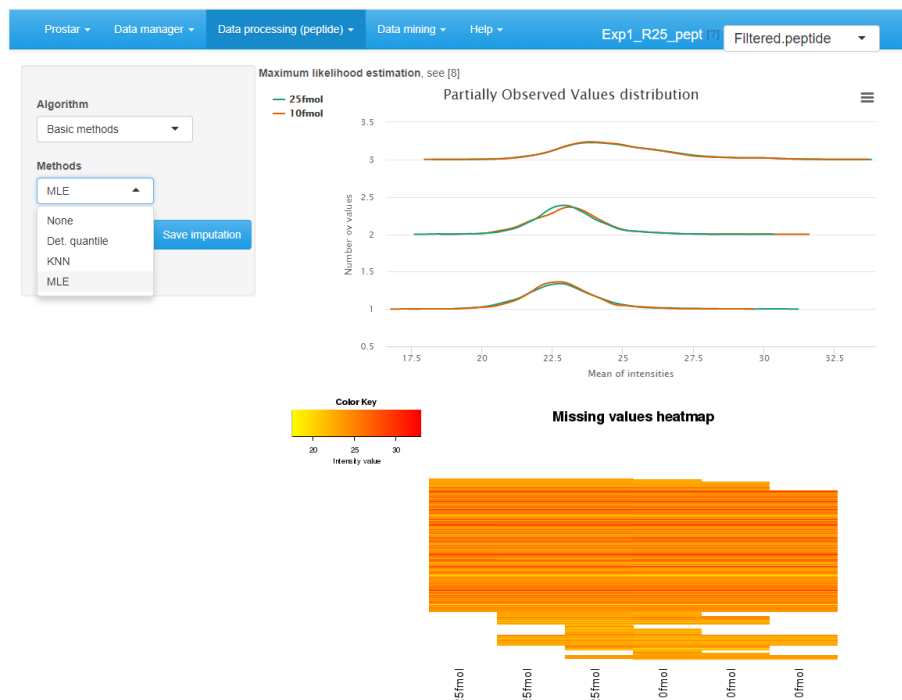 Prostar Data manager Data processing (peptide) Data mining Help Exp1_R25_pept [?] Filtered.peptide
Maximum likelihood estimation, see [8]
Algorithm
Basic methods
Methods
MLE
None
Det. quantile
KNN
MLE
Save imputation
25fmol
10fmol
Partially Observed Values distribution
Number ov values
3.5
3
2.5
2
1.5
1
0.5
17.5 20 22.5 25 27.5 30 32.5
Mean of intensities
Color Key
20 25 30
Intensity value
Missing values heatmap
5fmol
5fmol
5fmol
0fmol
0fmol
0fmol